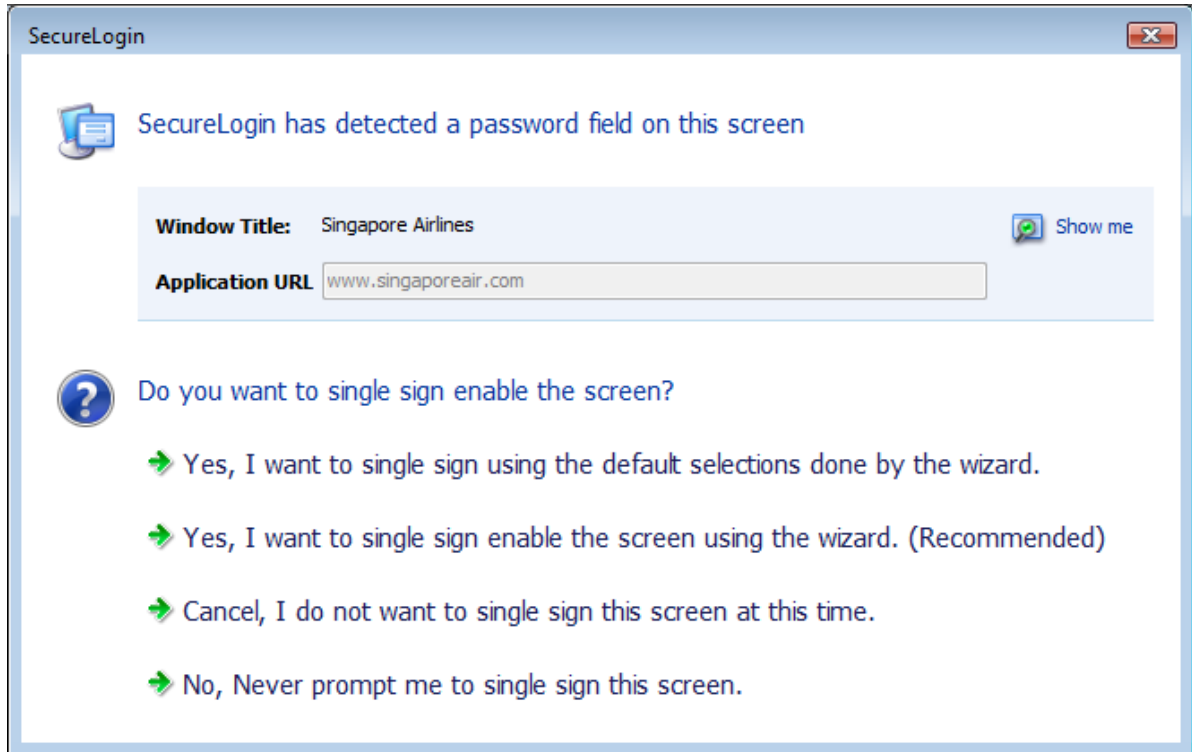 SecureLogin
SecureLogin has detected a password field on this screen
Window Title: Singapore Airlines Show me
Application URL www.singaporeair.com
Do you want to single sign enable the screen?
Yes, I want to single sign using the default selections done by the wizard.
Yes, I want to single sign enable the screen using the wizard. (Recommended)
Cancel, I do not want to single sign this screen at this time.
No, Never prompt me to single sign this screen.